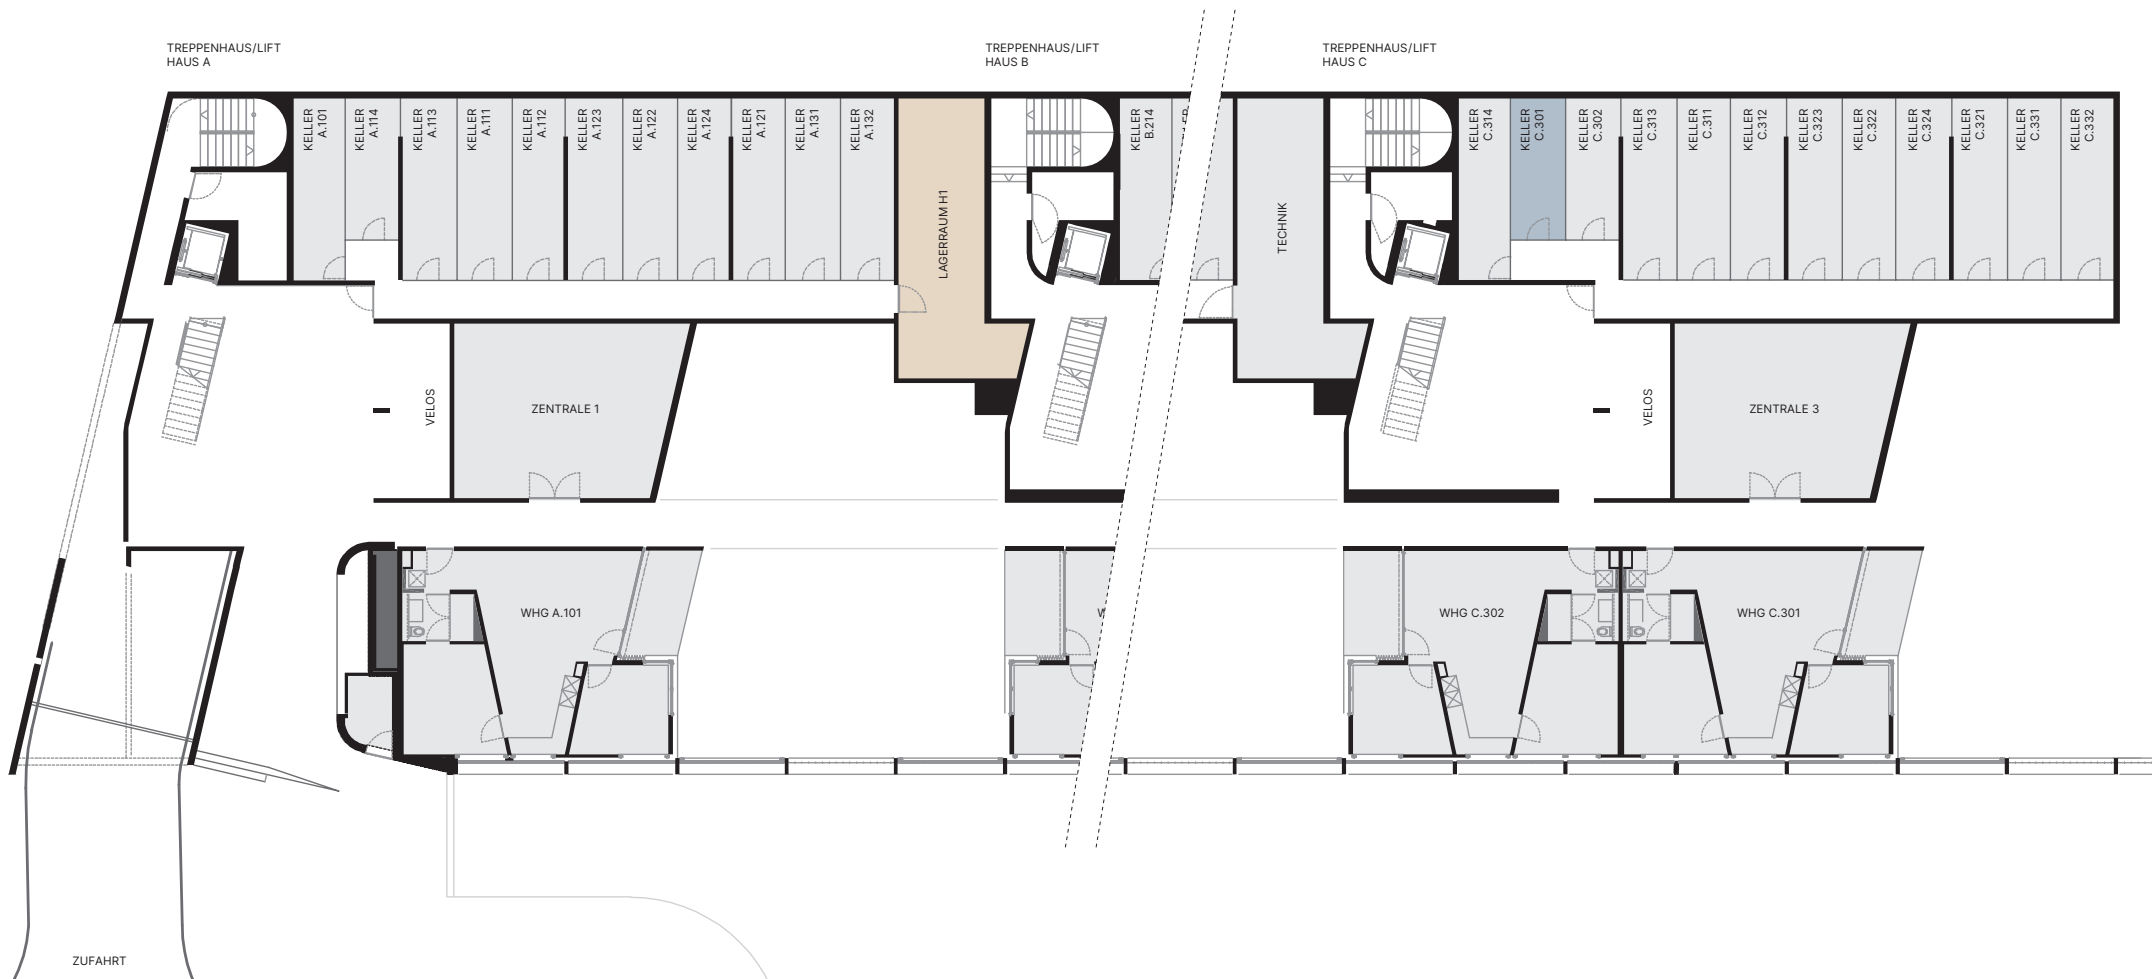 TREPPENHAUS/LIFT
HAUS A
TREPPENHAUS/LIFT
HAUS B
TREPPENHAUS/LIFT
HAUS C
KELLER
A.101
KELLER
A.114
KELLER
A.113
KELLER
A.111
KELLER
A.112
KELLER
A.123
KELLER
A.122
KELLER
A.124
KELLER
A.121
KELLER
A.131
KELLER
A.132
LAGERRAUM H1
KELLER
B.214
TECHNIK
KELLER
C.314
KELLER
C.301
KELLER
C.302
KELLER
C.313
KELLER
C.311
KELLER
C.312
KELLER
C.323
KELLER
C.322
KELLER
C.324
KELLER
C.321
KELLER
C.331
KELLER
C.332
VELOS
ZENTRALE 1
VELOS
ZENTRALE 3
WHG A.101
WHG C.302
WHG C.301
ZUFAHRT